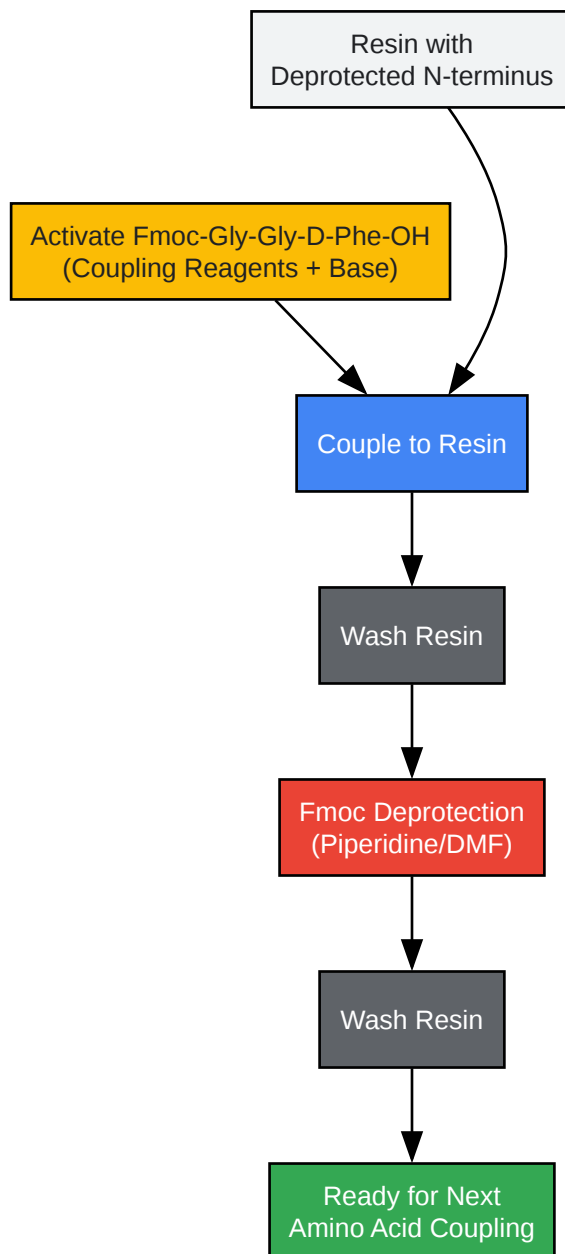 Resin with
Deprotected N-terminus
Activate Fmoc-Gly-Gly-D-Phe-OH
(Coupling Reagents + Base)
Couple to Resin
Wash Resin
Fmoc Deprotection
(Piperidine/DMF)
Wash Resin
Ready for Next
Amino Acid Coupling